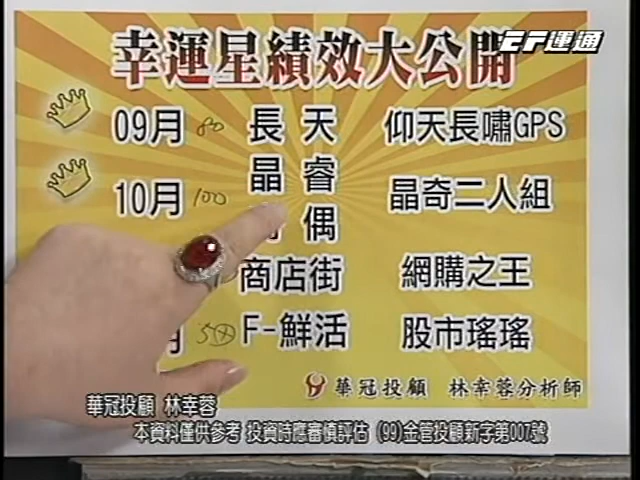 EF運通
幸運星績效大公開
09月 80 長天 仰天長嘯GPS
10月 100 晶睿 晶奇二人組
偶
商店街 網購之王
月 50 F-鮮活 股市瑤瑤
華冠投顧 林幸蓉分析師
華冠投顧 林幸蓉
本資料僅供參考 投資時應審慎評估 (99)金管投顧新字第007號